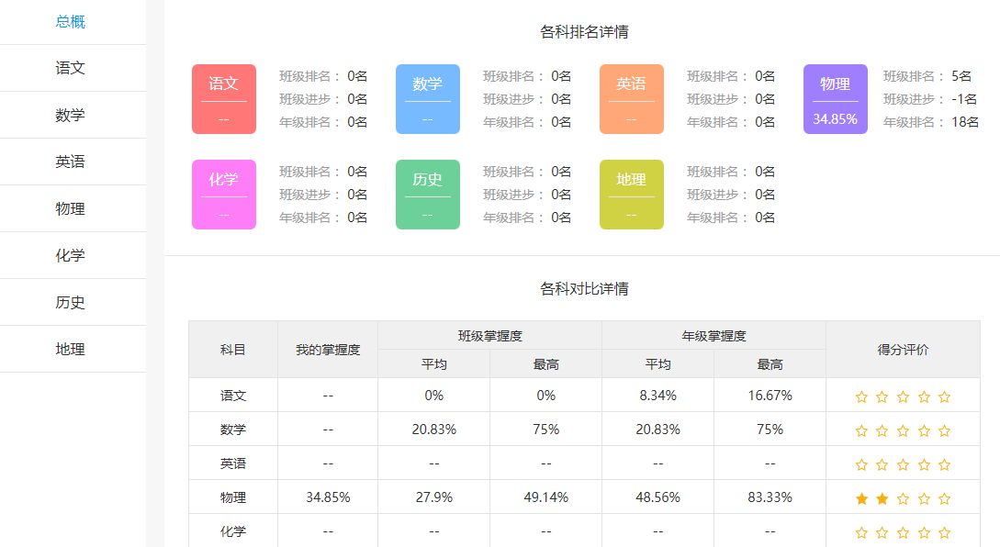 总概
语文
数学
英语
物理
化学
历史
地理
各科排名详情
语文
--
班级排名： 0名
班级进步： 0名
年级排名： 0名
数学
--
班级排名： 0名
班级进步： 0名
年级排名： 0名
英语
--
班级排名： 0名
班级进步： 0名
年级排名： 0名
物理
34.85%
班级排名： 5名
班级进步： -1名
年级排名： 18名
化学
--
班级排名： 0名
班级进步： 0名
年级排名： 0名
历史
--
班级排名： 0名
班级进步： 0名
年级排名： 0名
地理
--
班级排名： 0名
班级进步： 0名
年级排名： 0名
各科对比详情
科目 我的掌握度 班级掌握度 年级掌握度 得分评价
平均 最高 平均 最高
语文 -- 0% 0% 8.34% 16.67% ☆☆☆☆☆
数学 -- 20.83% 75% 20.83% 75% ☆☆☆☆☆
英语 -- -- -- -- -- ☆☆☆☆☆
物理 34.85% 27.9% 49.14% 48.56% 83.33% ★★☆☆☆
化学 -- -- -- -- -- ☆☆☆☆☆